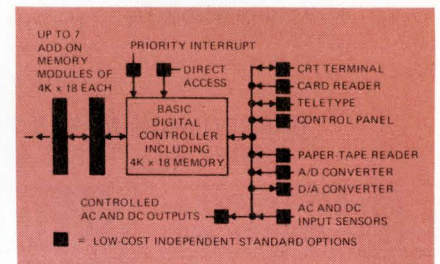 UP TO 7
ADD ON
MEMORY
MODULES OF
4K x 18 EACH
PRIORITY INTERRUPT
DIRECT
ACCESS
BASIC
DIGITAL
CONTROLLER
INCLUDING
4K x 18 MEMORY
CRT TERMINAL
CARD READER
TELETYPE
CONTROL PANEL
PAPER-TAPE READER
A/D CONVERTER
D/A CONVERTER
AC AND DC
INPUT SENSORS
CONTROLLED
AC AND DC OUTPUTS
= LOW-COST INDEPENDENT STANDARD OPTIONS